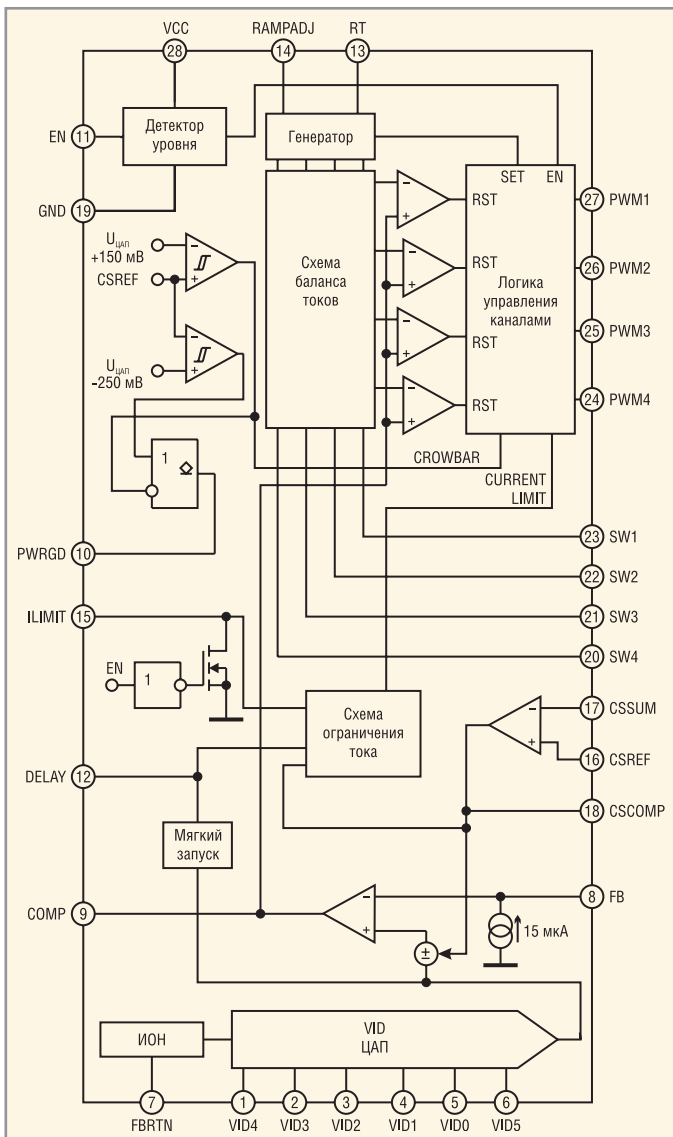 VCC
RAMPADJ
RT
28
14
13
EN
11
Детектор
уровня
Генератор
SET
EN
GND
19
UЦАП
+150 мВ
CSREF
UЦАП
-250 мВ
−
+
−
+
Схема
баланса
токов
−
+
−
+
−
+
−
+
RST
RST
RST
RST
Логика
управления
каналами
27
PWM1
26
PWM2
25
PWM3
24
PWM4
CROWBAR
CURRENT
LIMIT
1
PWRGD
10
23
SW1
22
SW2
21
SW3
20
SW4
ILIMIT
15
EN
1
Схема
ограничения
тока
−
+
17
CSSUM
16
CSREF
18
CSCOMP
DELAY
12
Мягкий
запуск
COMP
9
−
+
±
8
FB
15 мкА
ИОН
VID
ЦАП
7
1
2
3
4
5
6
FBRTN
VID4
VID3
VID2
VID1
VID0
VID5